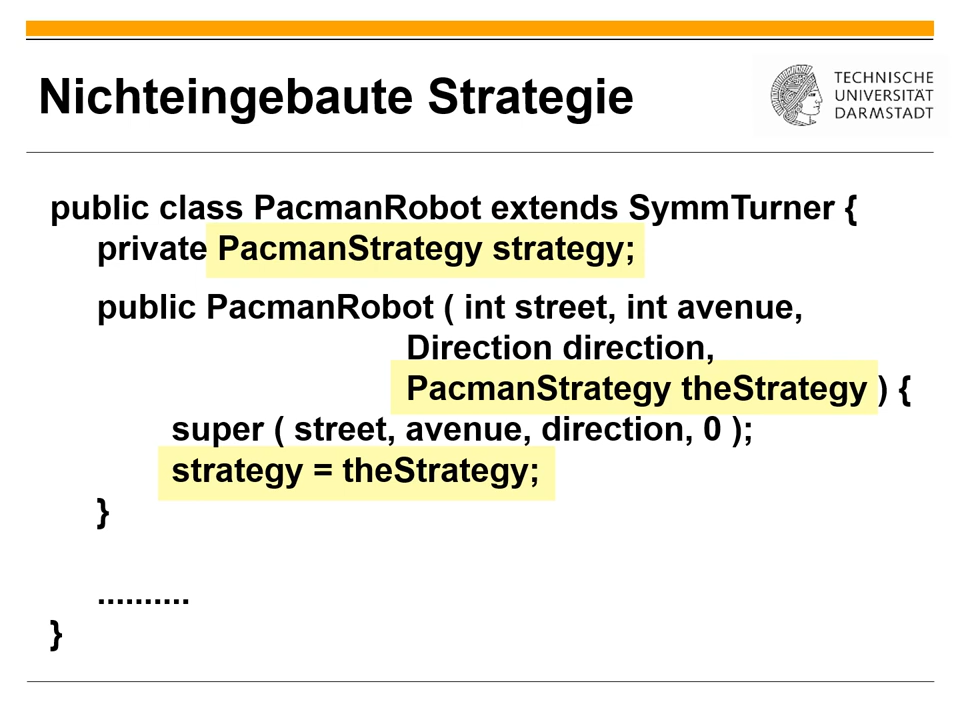 Nichteingebaute Strategie
TECHNISCHE
UNIVERSITÄT
DARMSTADT
public class PacmanRobot extends SymmTurner {
private PacmanStrategy strategy;
public PacmanRobot ( int street, int avenue,
Direction direction,
PacmanStrategy theStrategy ) {
super ( street, avenue, direction, 0 );
strategy = theStrategy;
}
..........
}